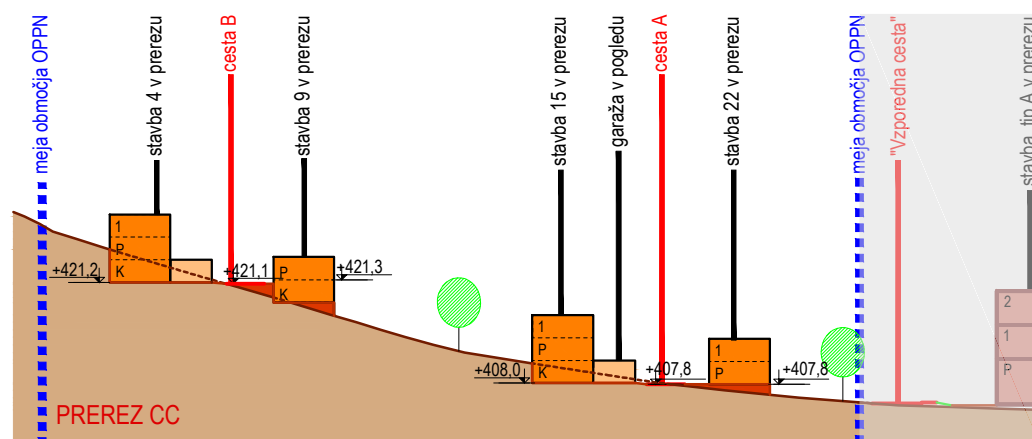 meja območja OPPN
stavba 4 v prerezu
cesta B
stavba 9 v prerezu
stavba 15 v prerezu
garaža v pogledu
cesta A
stavba 22 v prerezu
meja območja OPPN
"Vzporedna cesta"
stavba tip A v prerezu
1
P
K
+421,2
+421,1
P
K
+421,3
1
P
K
+408,0
+407,8
1
P
+407,8
2
1
P
PREREZ CC